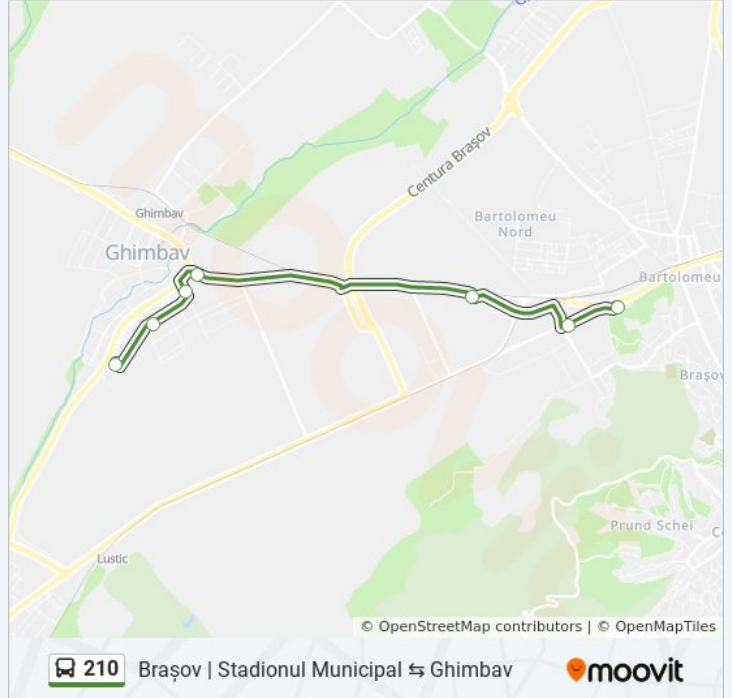 Centura Brașov
Ghimbav
Bartolomeu
Nord
Ghimbav
Bartolomeu
Brașov
Prund Schei
Lustic
© OpenStreetMap contributors | © OpenMapTiles
210 Brașov | Stadionul Municipal ⇆ Ghimbav
moovit